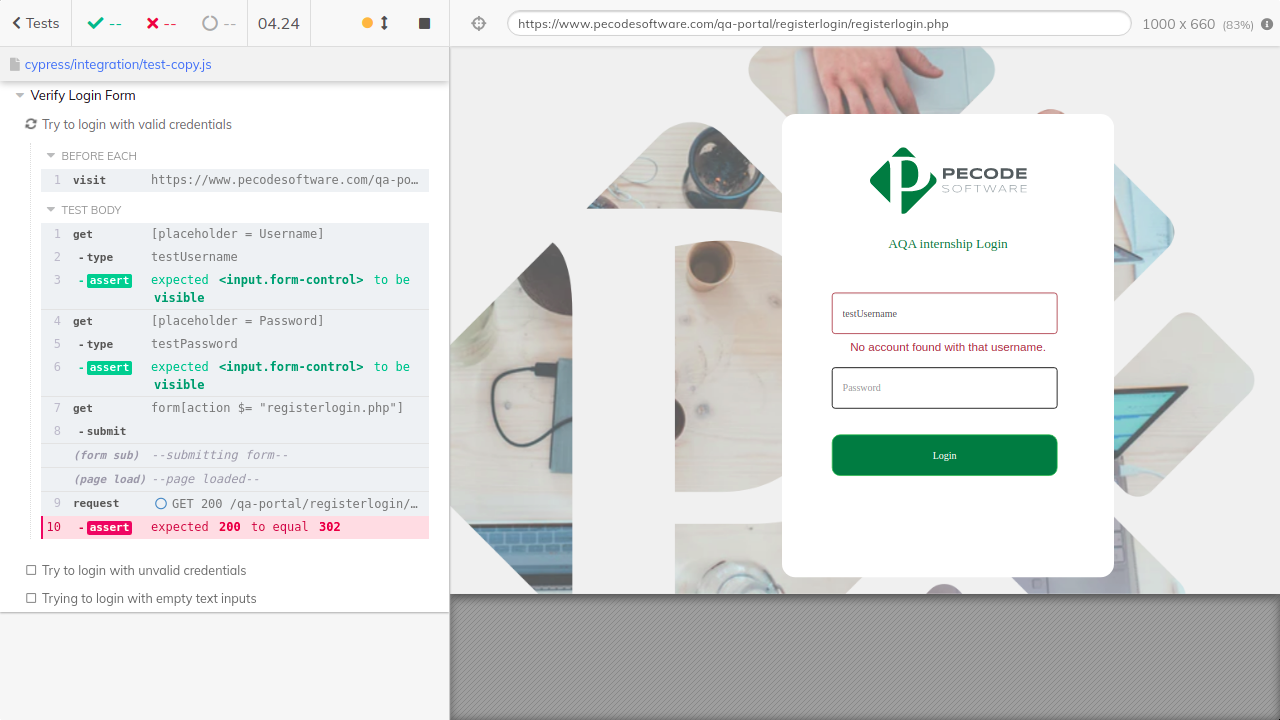 Tests
--
--
--
04.24
https://www.pecodesoftware.com/qa-portal/registerlogin/registerlogin.php
1000 x 660 (83%)
cypress/integration/test-copy.js
Verify Login Form
Try to login with valid credentials
BEFORE EACH
1 visit https://www.pecodesoftware.com/qa-po…
TEST BODY
1 get [placeholder = Username]
2 - type testUsername
3 - assert expected <input.form-control> to be
visible
4 get [placeholder = Password]
5 - type testPassword
6 - assert expected <input.form-control> to be
visible
7 get form[action $= "registerlogin.php"]
8 - submit
(form sub) --submitting form--
(page load) --page loaded--
9 request GET 200 /qa-portal/registerlogin/…
10 - assert expected 200 to equal 302
Try to login with unvalid credentials
Trying to login with empty text inputs
PECODE
SOFTWARE
AQA internship Login
testUsername
No account found with that username.
Password
Login